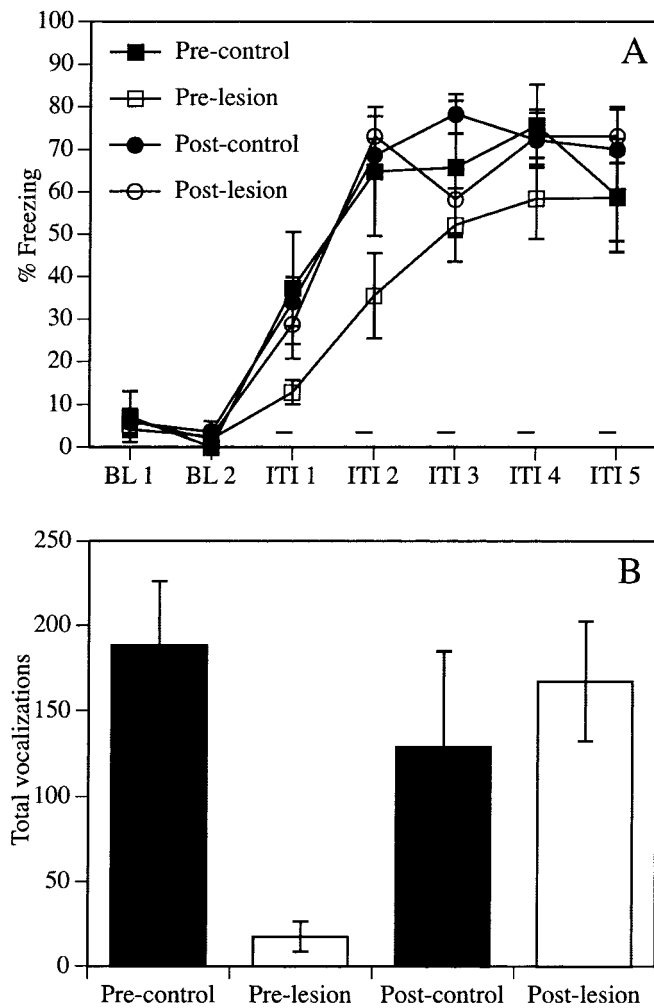 A
Pre-control
Pre-lesion
Post-control
Post-lesion
% Freezing
100
90
80
70
60
50
40
30
20
10
0
BL 1 BL 2 ITI 1 ITI 2 ITI 3 ITI 4 ITI 5
B
Total vocalizations
250
200
150
100
50
0
Pre-control Pre-lesion Post-control Post-lesion